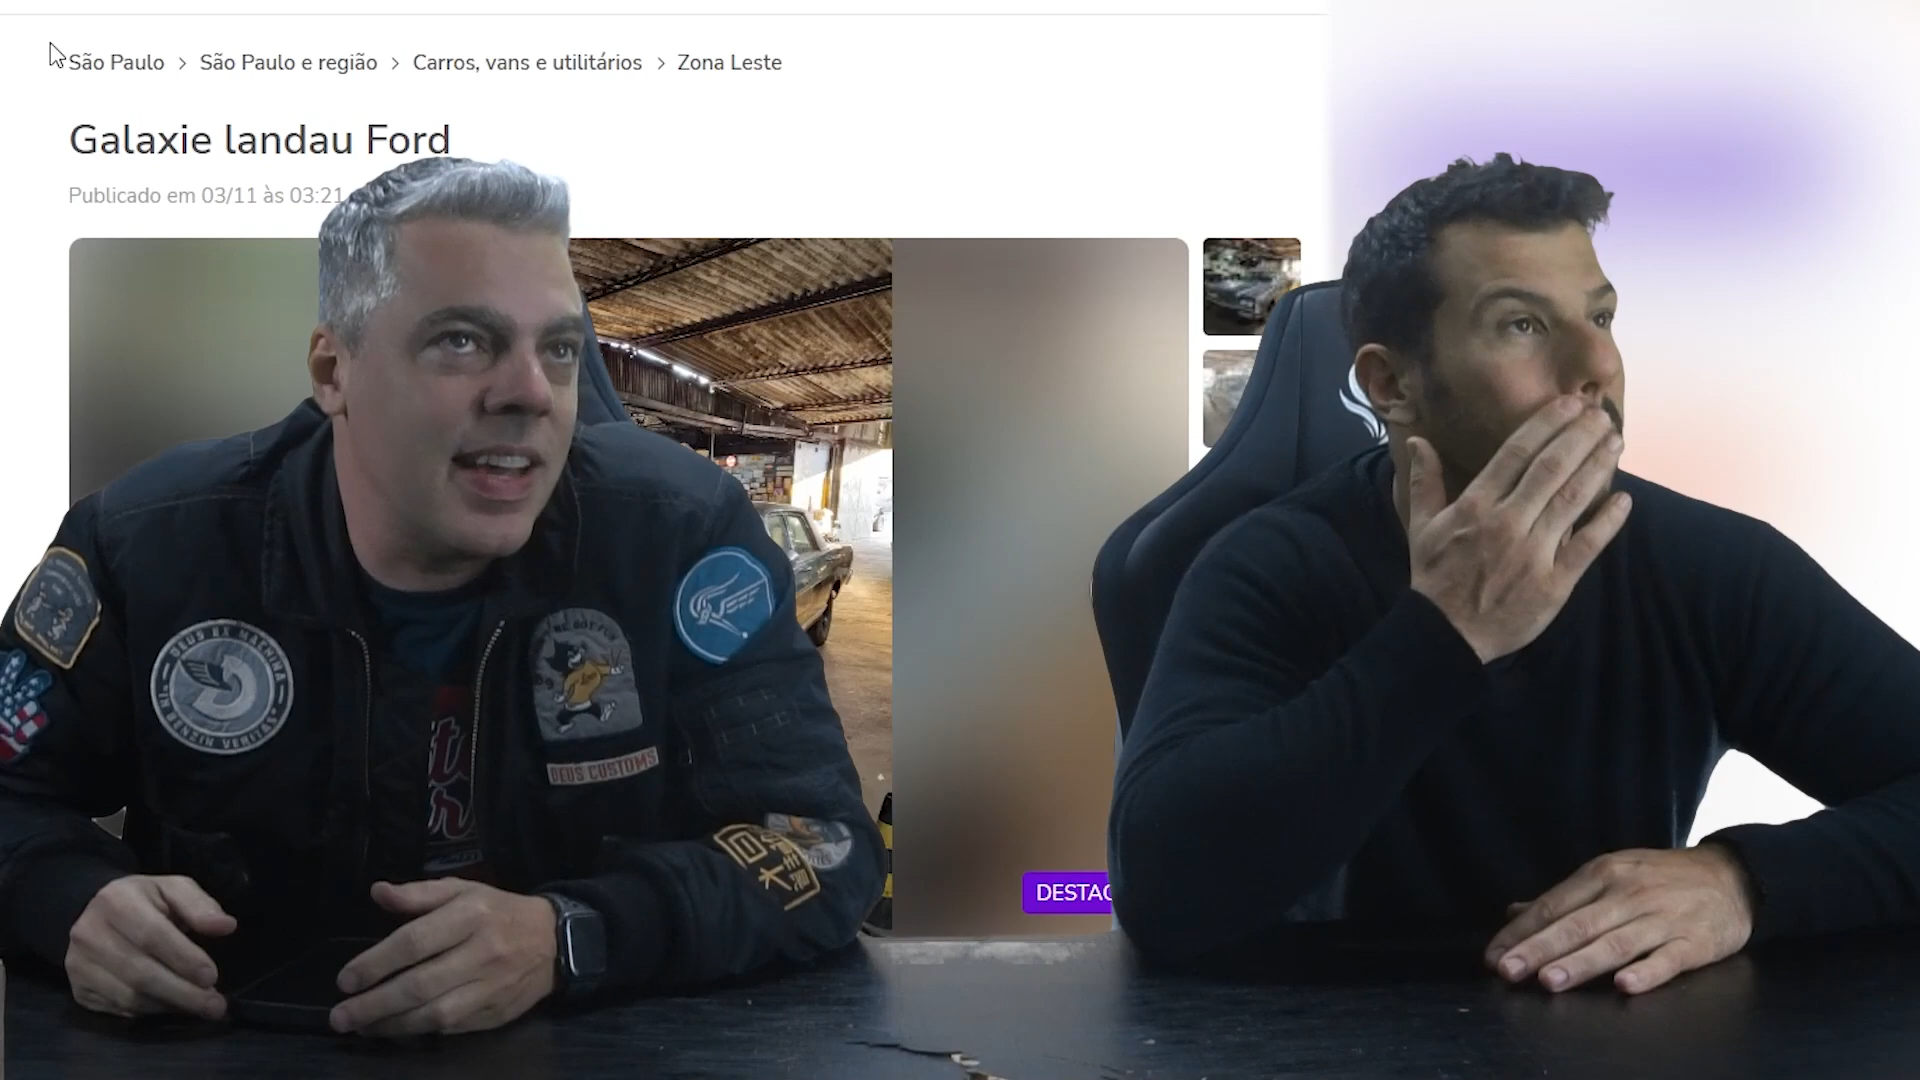 São Paulo > São Paulo e região > Carros, vans e utilitários > Zona Leste
Galaxie landau Ford
Publicado em 03/11 às 03:21
DEUS EX MACHINA
IN BENZIN VERITAS
DEUS CUSTOMS
DESTAC